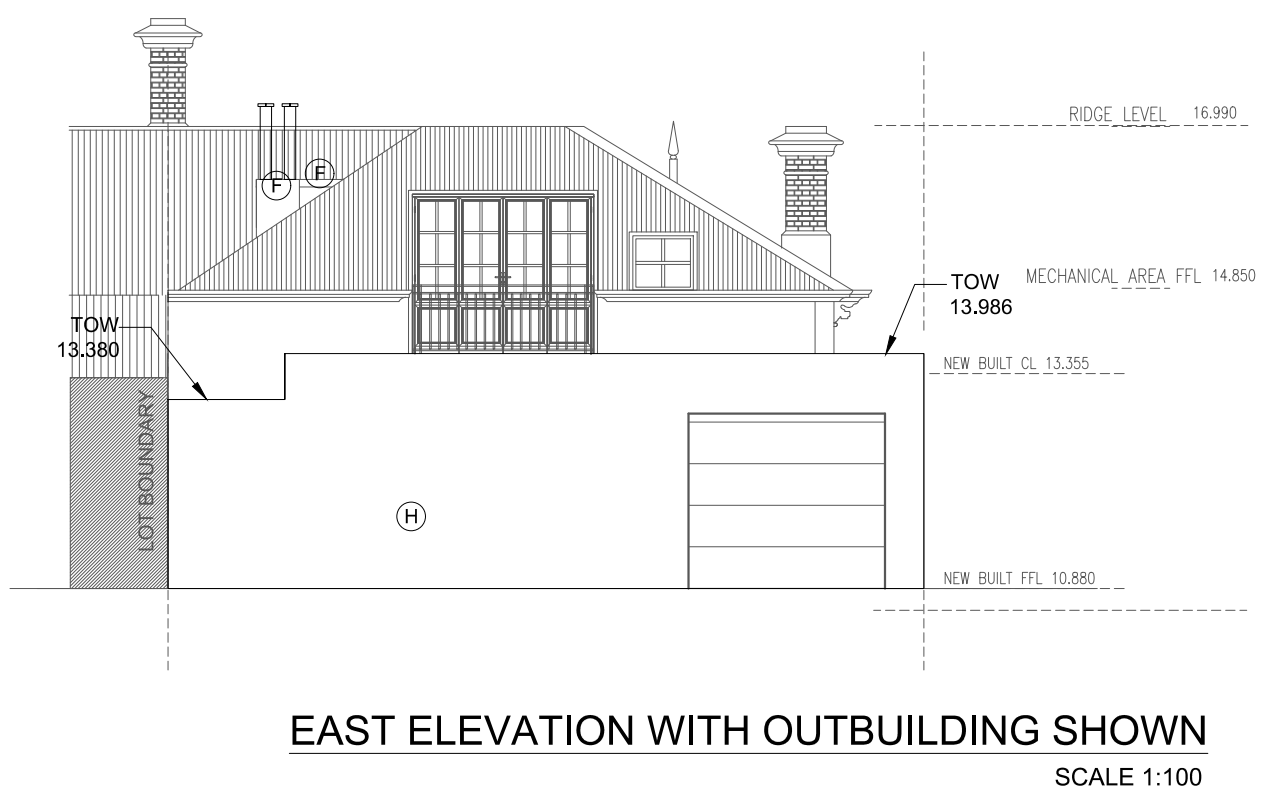 RIDGE LEVEL 16.990
F
F
MECHANICAL AREA FFL 14.850
TOW
13.986
TOW
13.380
NEW BUILT CL 13.355
LOT BOUNDARY
H
NEW BUILT FFL 10.880
EAST ELEVATION WITH OUTBUILDING SHOWN
SCALE 1:100